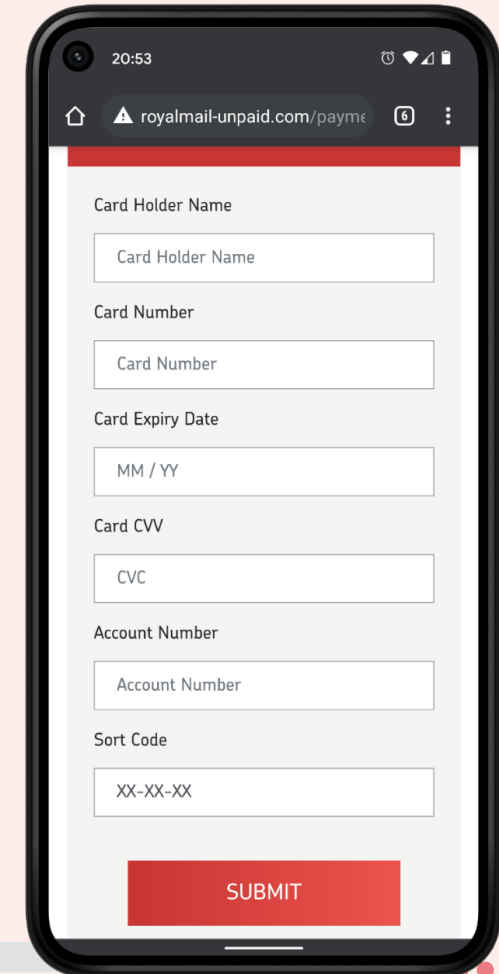 20:53
royalmail-unpaid.com/payme
6
Card Holder Name
Card Holder Name
Card Number
Card Number
Card Expiry Date
MM / YY
Card CVV
CVC
Account Number
Account Number
Sort Code
XX-XX-XX
SUBMIT